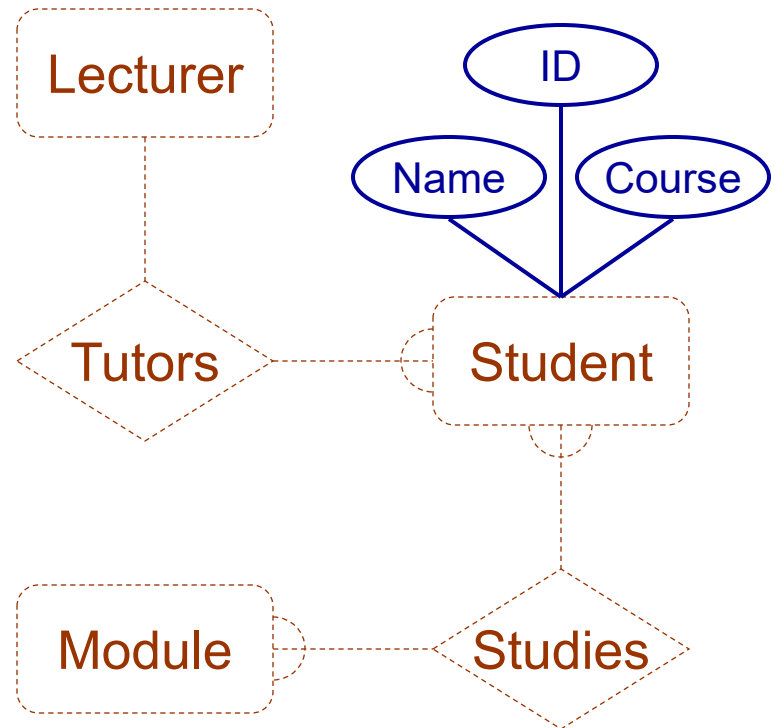 Lecturer
ID
Name
Course
Tutors
Student
Module
Studies